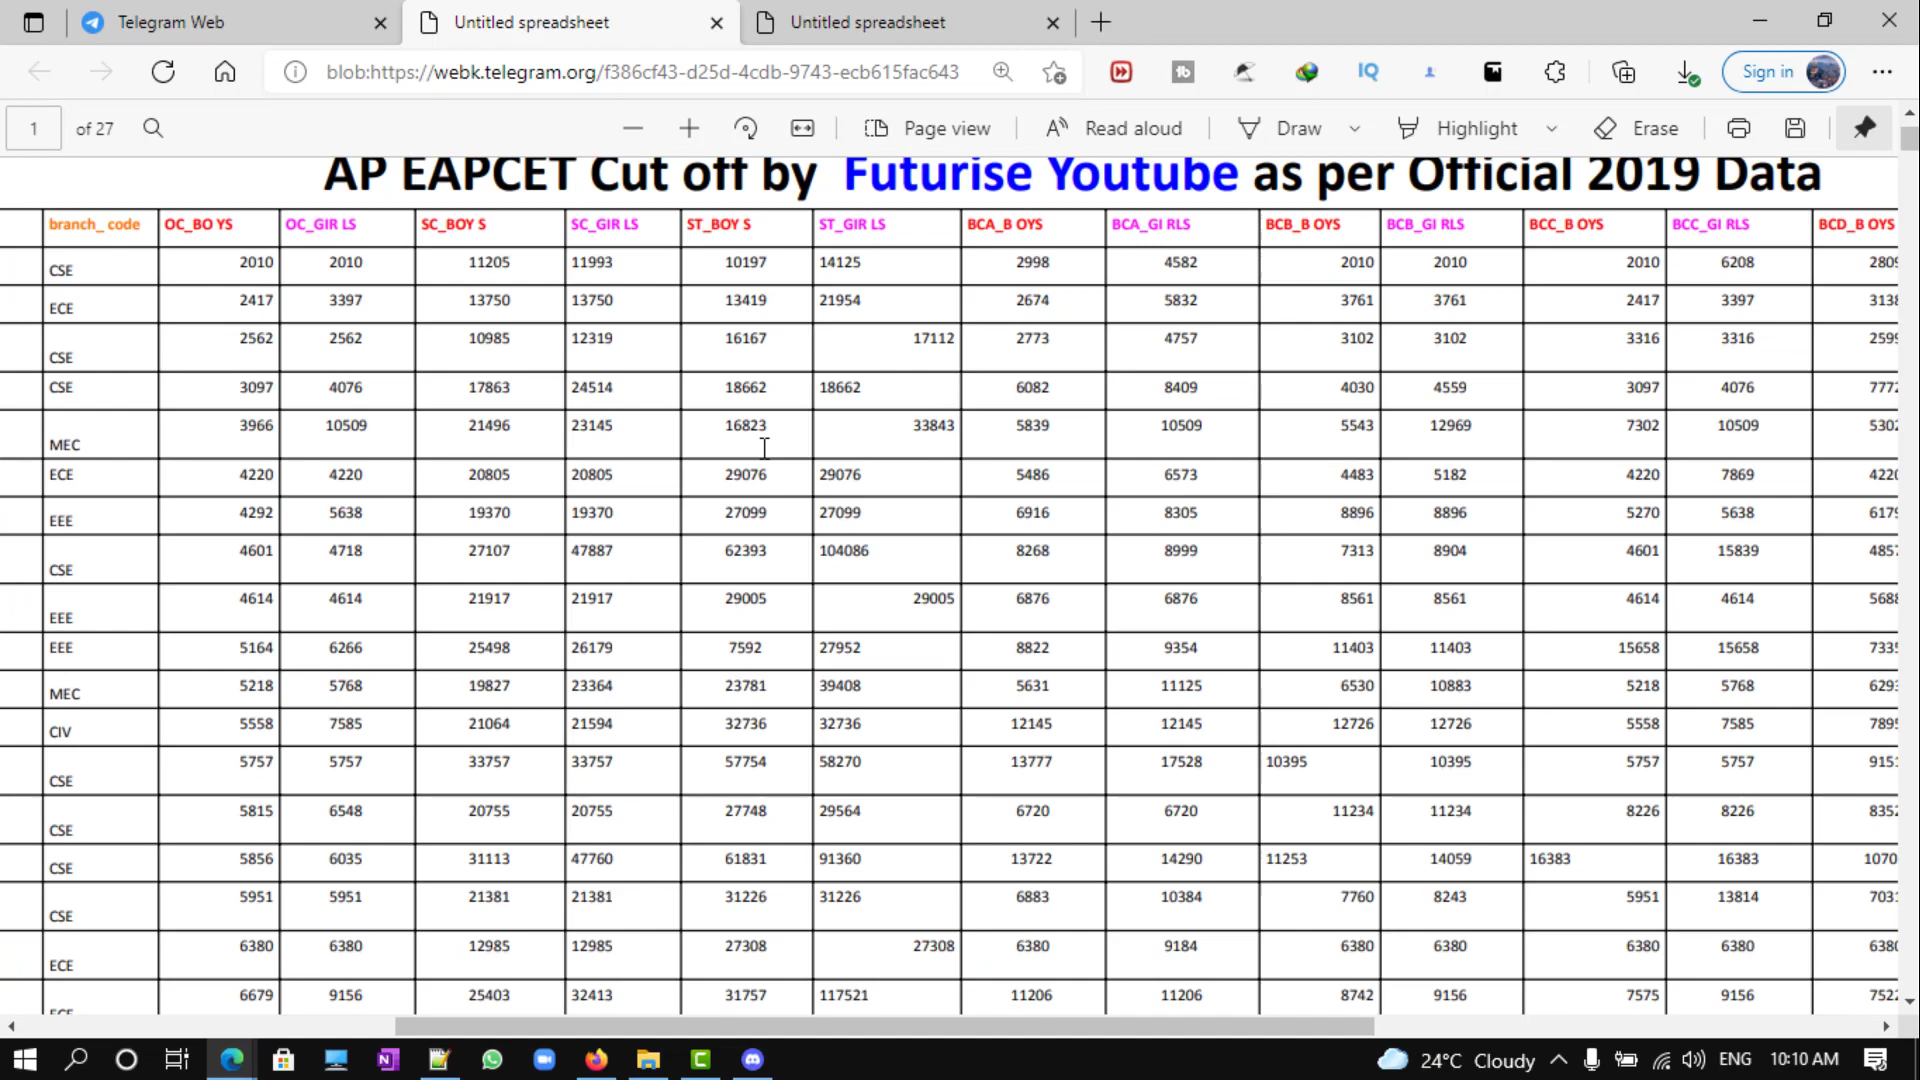 Telegram Web
Untitled spreadsheet
Untitled spreadsheet
blob:https://webk.telegram.org/f386cf43-d25d-4cdb-9743-ecb615fac643
IQ
Sign in
1 of 27
Page view
Read aloud
Draw
Highlight
Erase
AP EAPCET Cut off by Futurise Youtube as per Official 2019 Data
branch_ code OC_BO YS OC_GIR LS SC_BOY S SC_GIR LS ST_BOY S ST_GIR LS BCA_B OYS BCA_GI RLS BCB_B OYS BCB_GI RLS BCC_B OYS BCC_GI RLS BCD_B OYS
CSE 2010 2010 11205 11993 10197 14125 2998 4582 2010 2010 2010 6208 2809
ECE 2417 3397 13750 13750 13419 21954 2674 5832 3761 3761 2417 3397 3138
CSE 2562 2562 10985 12319 16167 17112 2773 4757 3102 3102 3316 3316 2599
CSE 3097 4076 17863 24514 18662 18662 6082 8409 4030 4559 3097 4076 7772
MEC 3966 10509 21496 23145 16823 33843 5839 10509 5543 12969 7302 10509 5302
ECE 4220 4220 20805 20805 29076 29076 5486 6573 4483 5182 4220 7869 4220
EEE 4292 5638 19370 19370 27099 27099 6916 8305 8896 8896 5270 5638 6179
CSE 4601 4718 27107 47887 62393 104086 8268 8999 7313 8904 4601 15839 4857
EEE 4614 4614 21917 21917 29005 29005 6876 6876 8561 8561 4614 4614 5688
EEE 5164 6266 25498 26179 7592 27952 8822 9354 11403 11403 15658 15658 7335
MEC 5218 5768 19827 23364 23781 39408 5631 11125 6530 10883 5218 5768 6293
CIV 5558 7585 21064 21594 32736 32736 12145 12145 12726 12726 5558 7585 7895
CSE 5757 5757 33757 33757 57754 58270 13777 17528 10395 10395 5757 5757 9151
CSE 5815 6548 20755 20755 27748 29564 6720 6720 11234 11234 8226 8226 8352
CSE 5856 6035 31113 47760 61831 91360 13722 14290 11253 14059 16383 16383 1070
CSE 5951 5951 21381 21381 31226 31226 6883 10384 7760 8243 5951 13814 7031
ECE 6380 6380 12985 12985 27308 27308 6380 9184 6380 6380 6380 6380 6380
ECE 6679 9156 25403 32413 31757 117521 11206 11206 8742 9156 7575 9156 7522
24°C Cloudy
ENG
10:10 AM